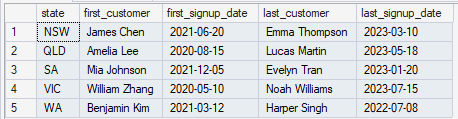 state first_customer first_signup_date last_customer last_signup_date
1 NSW James Chen 2021-06-20 Emma Thompson 2023-03-10
2 QLD Amelia Lee 2020-08-15 Lucas Martin 2023-05-18
3 SA Mia Johnson 2021-12-05 Evelyn Tran 2023-01-20
4 VIC William Zhang 2020-05-10 Noah Williams 2023-07-15
5 WA Benjamin Kim 2021-03-12 Harper Singh 2022-07-08